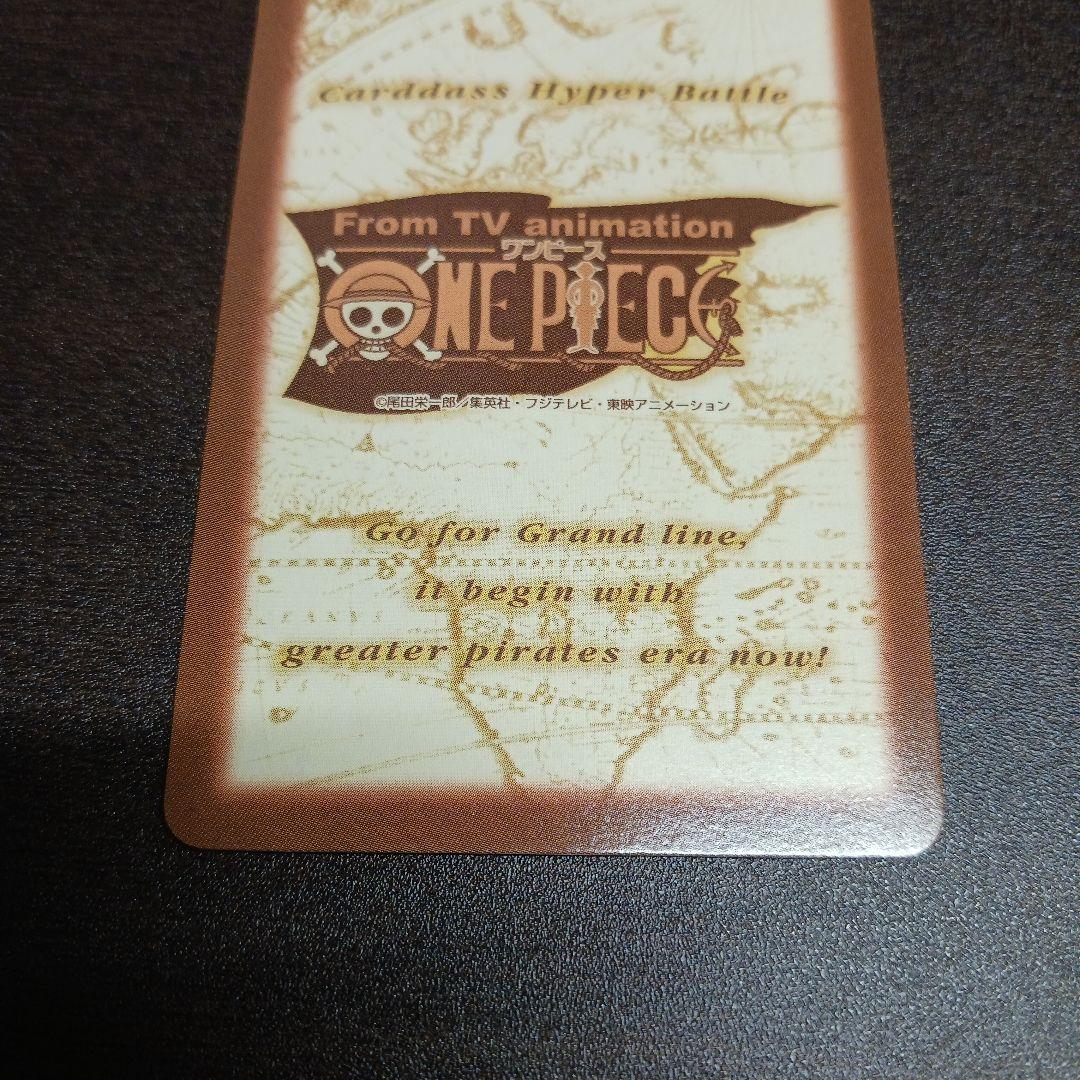 Carddass Hyper Battle
From TV animation
ワンピース
ONE PIECE
©尾田栄一郎／集英社・フジテレビ・東映アニメーション
Go for Grand line,
it begin with
greater pirates era now!